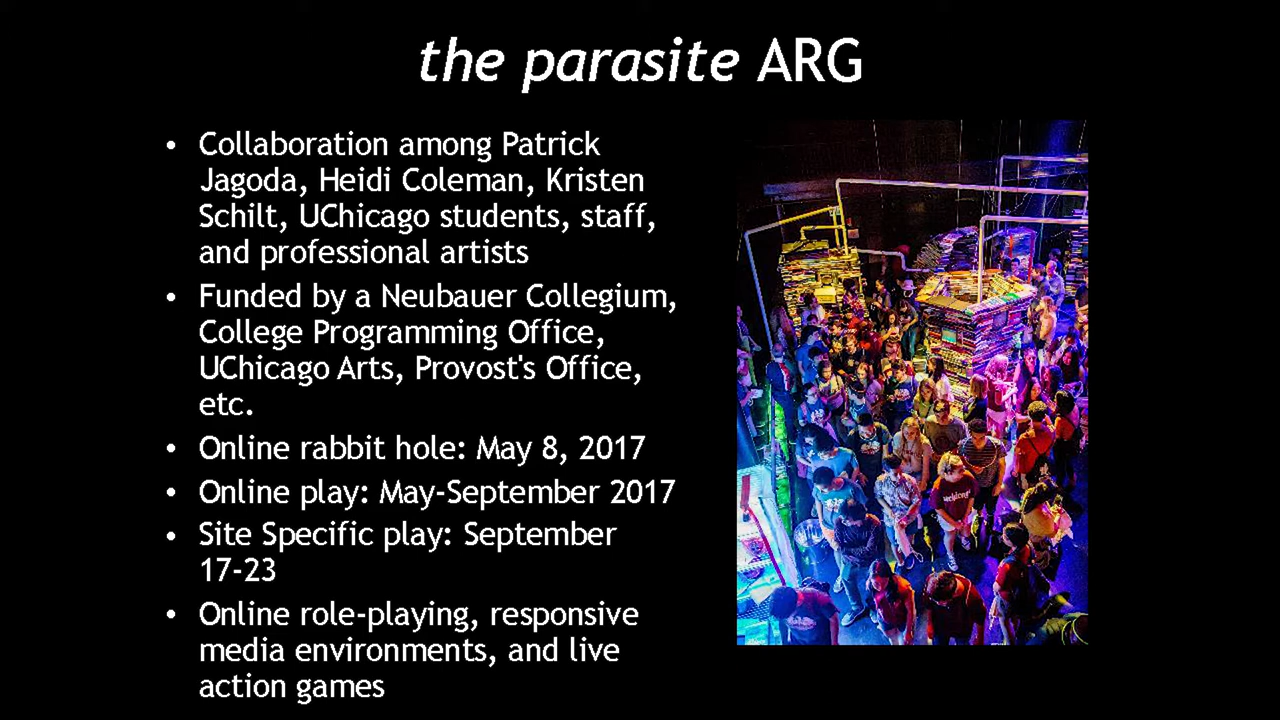 the parasite ARG
• Collaboration among Patrick
Jagoda, Heidi Coleman, Kristen
Schilt, UChicago students, staff,
and professional artists
• Funded by a Neubauer Collegium,
College Programming Office,
UChicago Arts, Provost's Office,
etc.
• Online rabbit hole: May 8, 2017
• Online play: May-September 2017
• Site Specific play: September
17-23
• Online role-playing, responsive
media environments, and live
action games